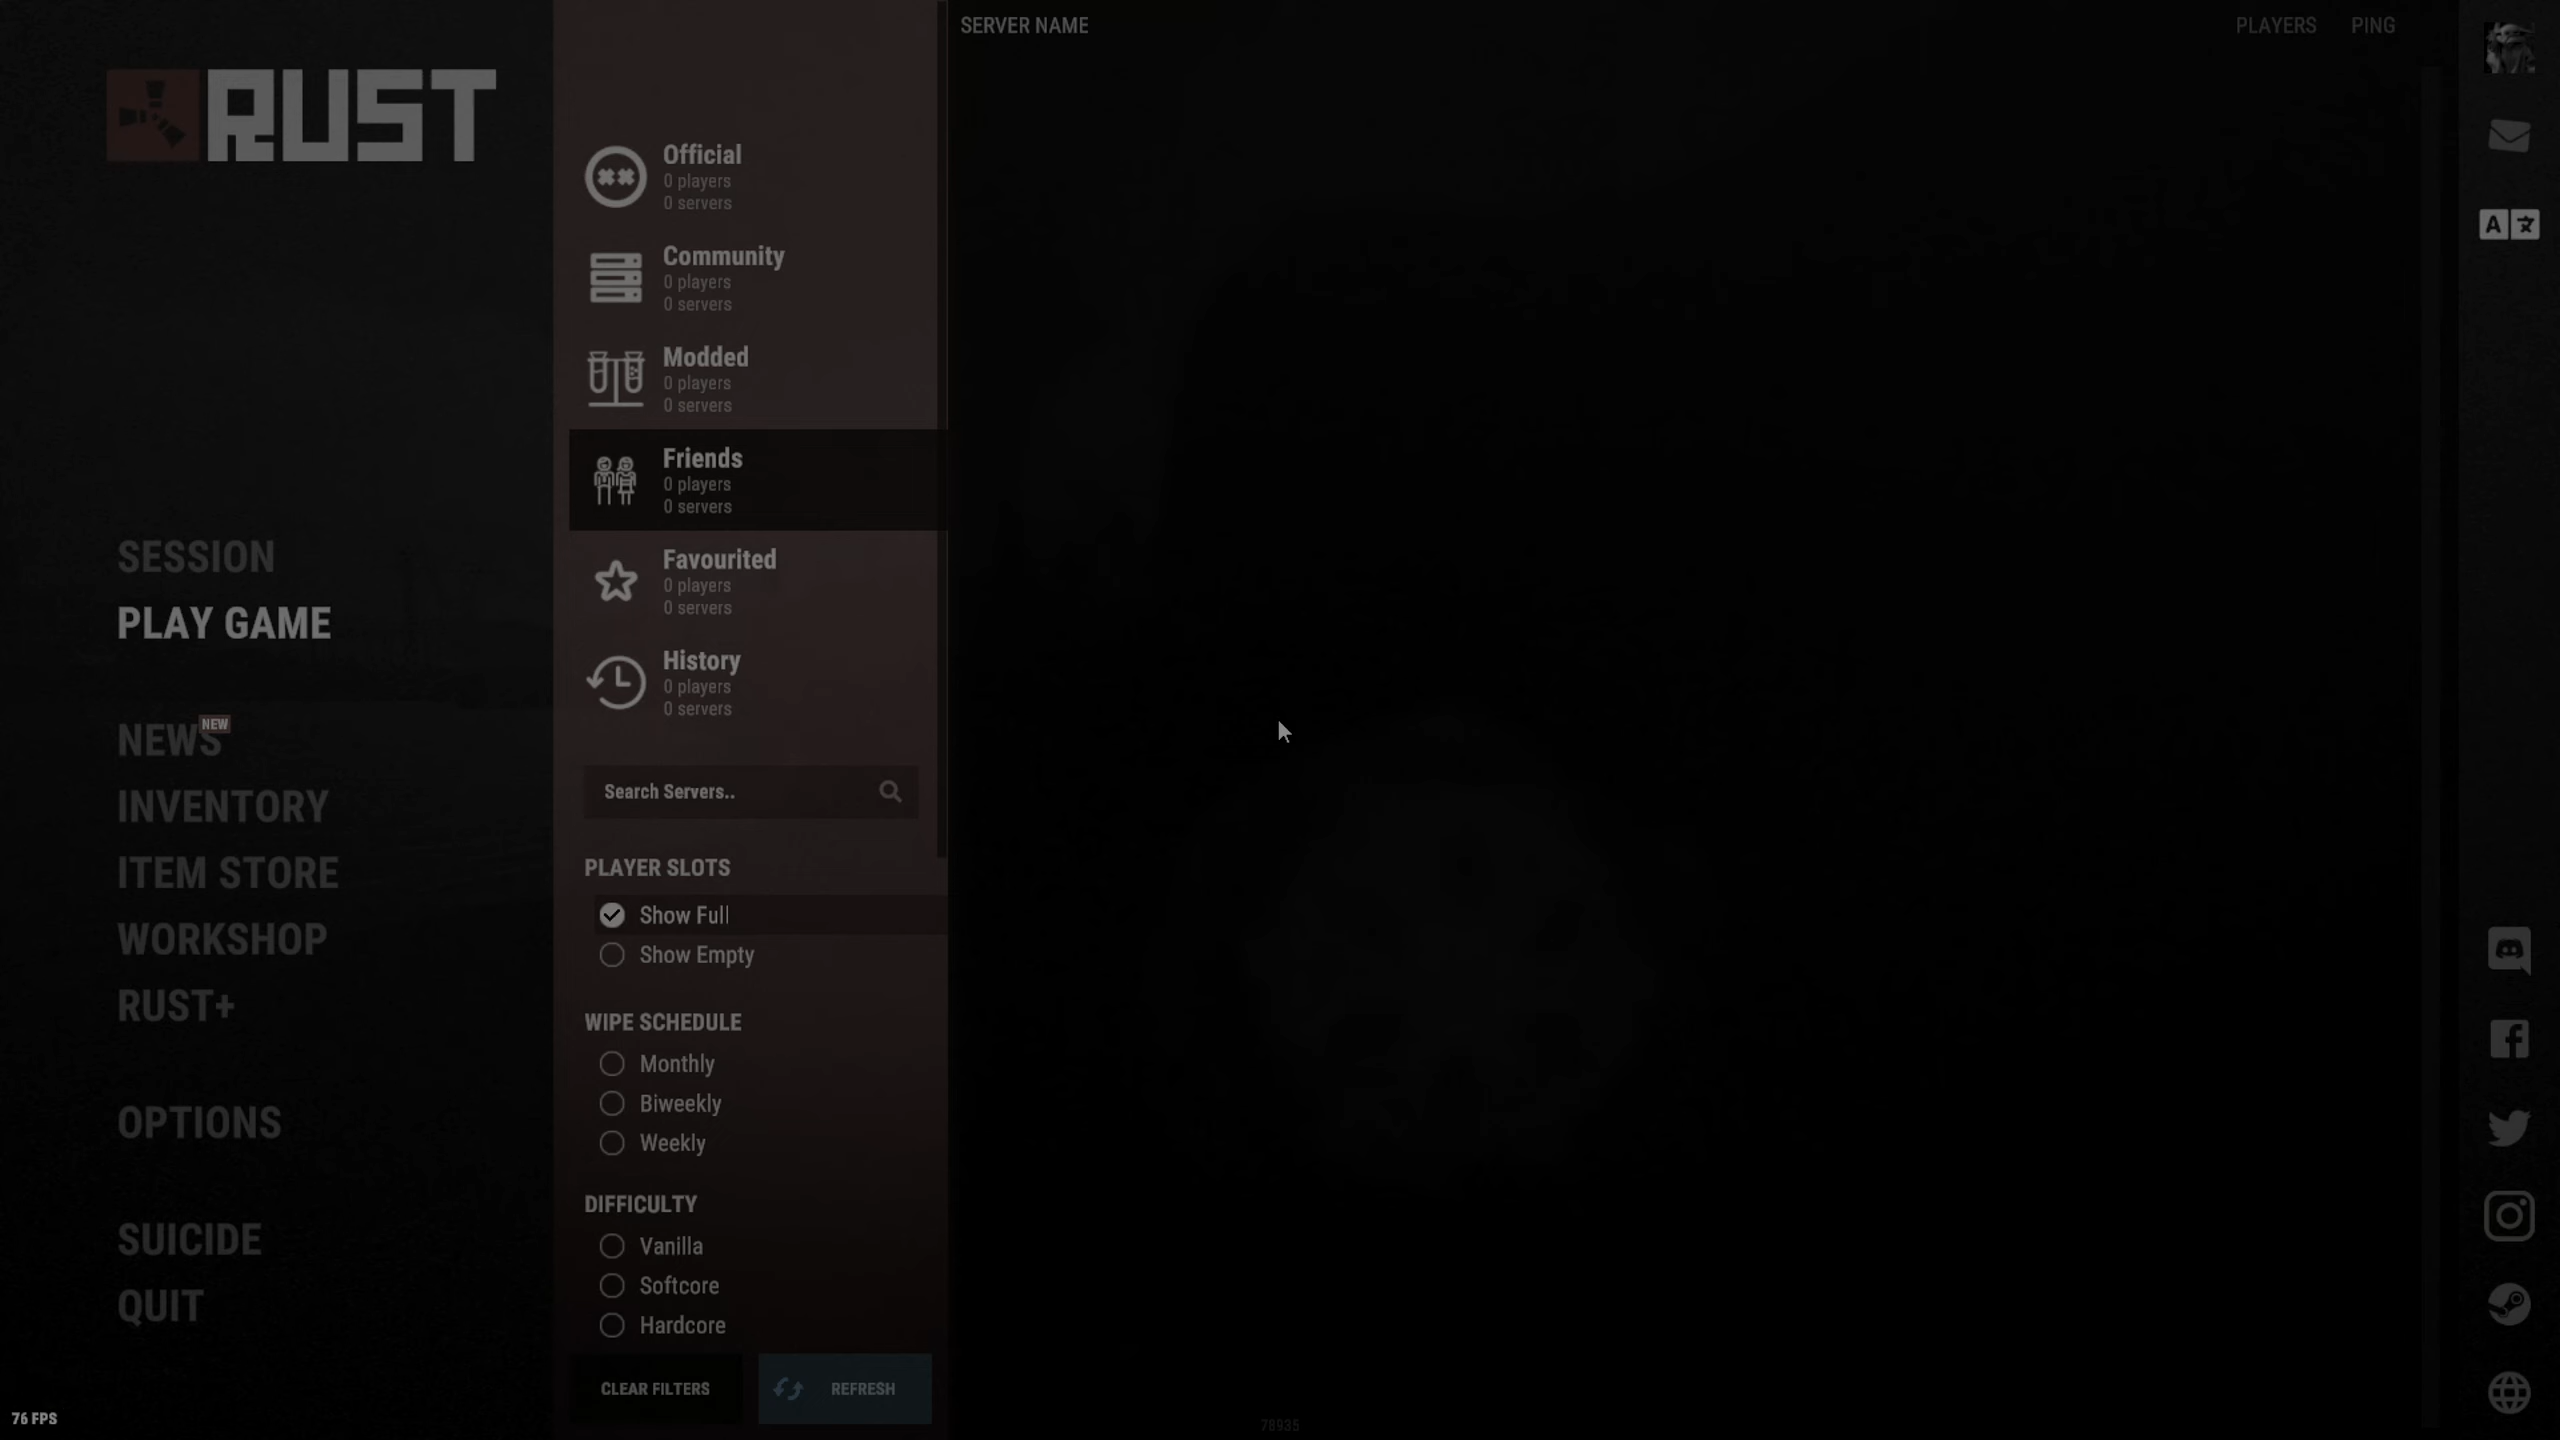 RUST
SESSION
PLAY GAME
NEWS
NEW
INVENTORY
ITEM STORE
WORKSHOP
RUST+
OPTIONS
SUICIDE
QUIT
76 FPS
Official
0 players
0 servers
Community
0 players
0 servers
Modded
0 players
0 servers
Friends
0 players
0 servers
Favourited
0 players
0 servers
History
0 players
0 servers
Search Servers..
PLAYER SLOTS
Show Full
Show Empty
WIPE SCHEDULE
Monthly
Biweekly
Weekly
DIFFICULTY
Vanilla
Softcore
Hardcore
CLEAR FILTERS
REFRESH
SERVER NAME
PLAYERS
PING
A文
78935